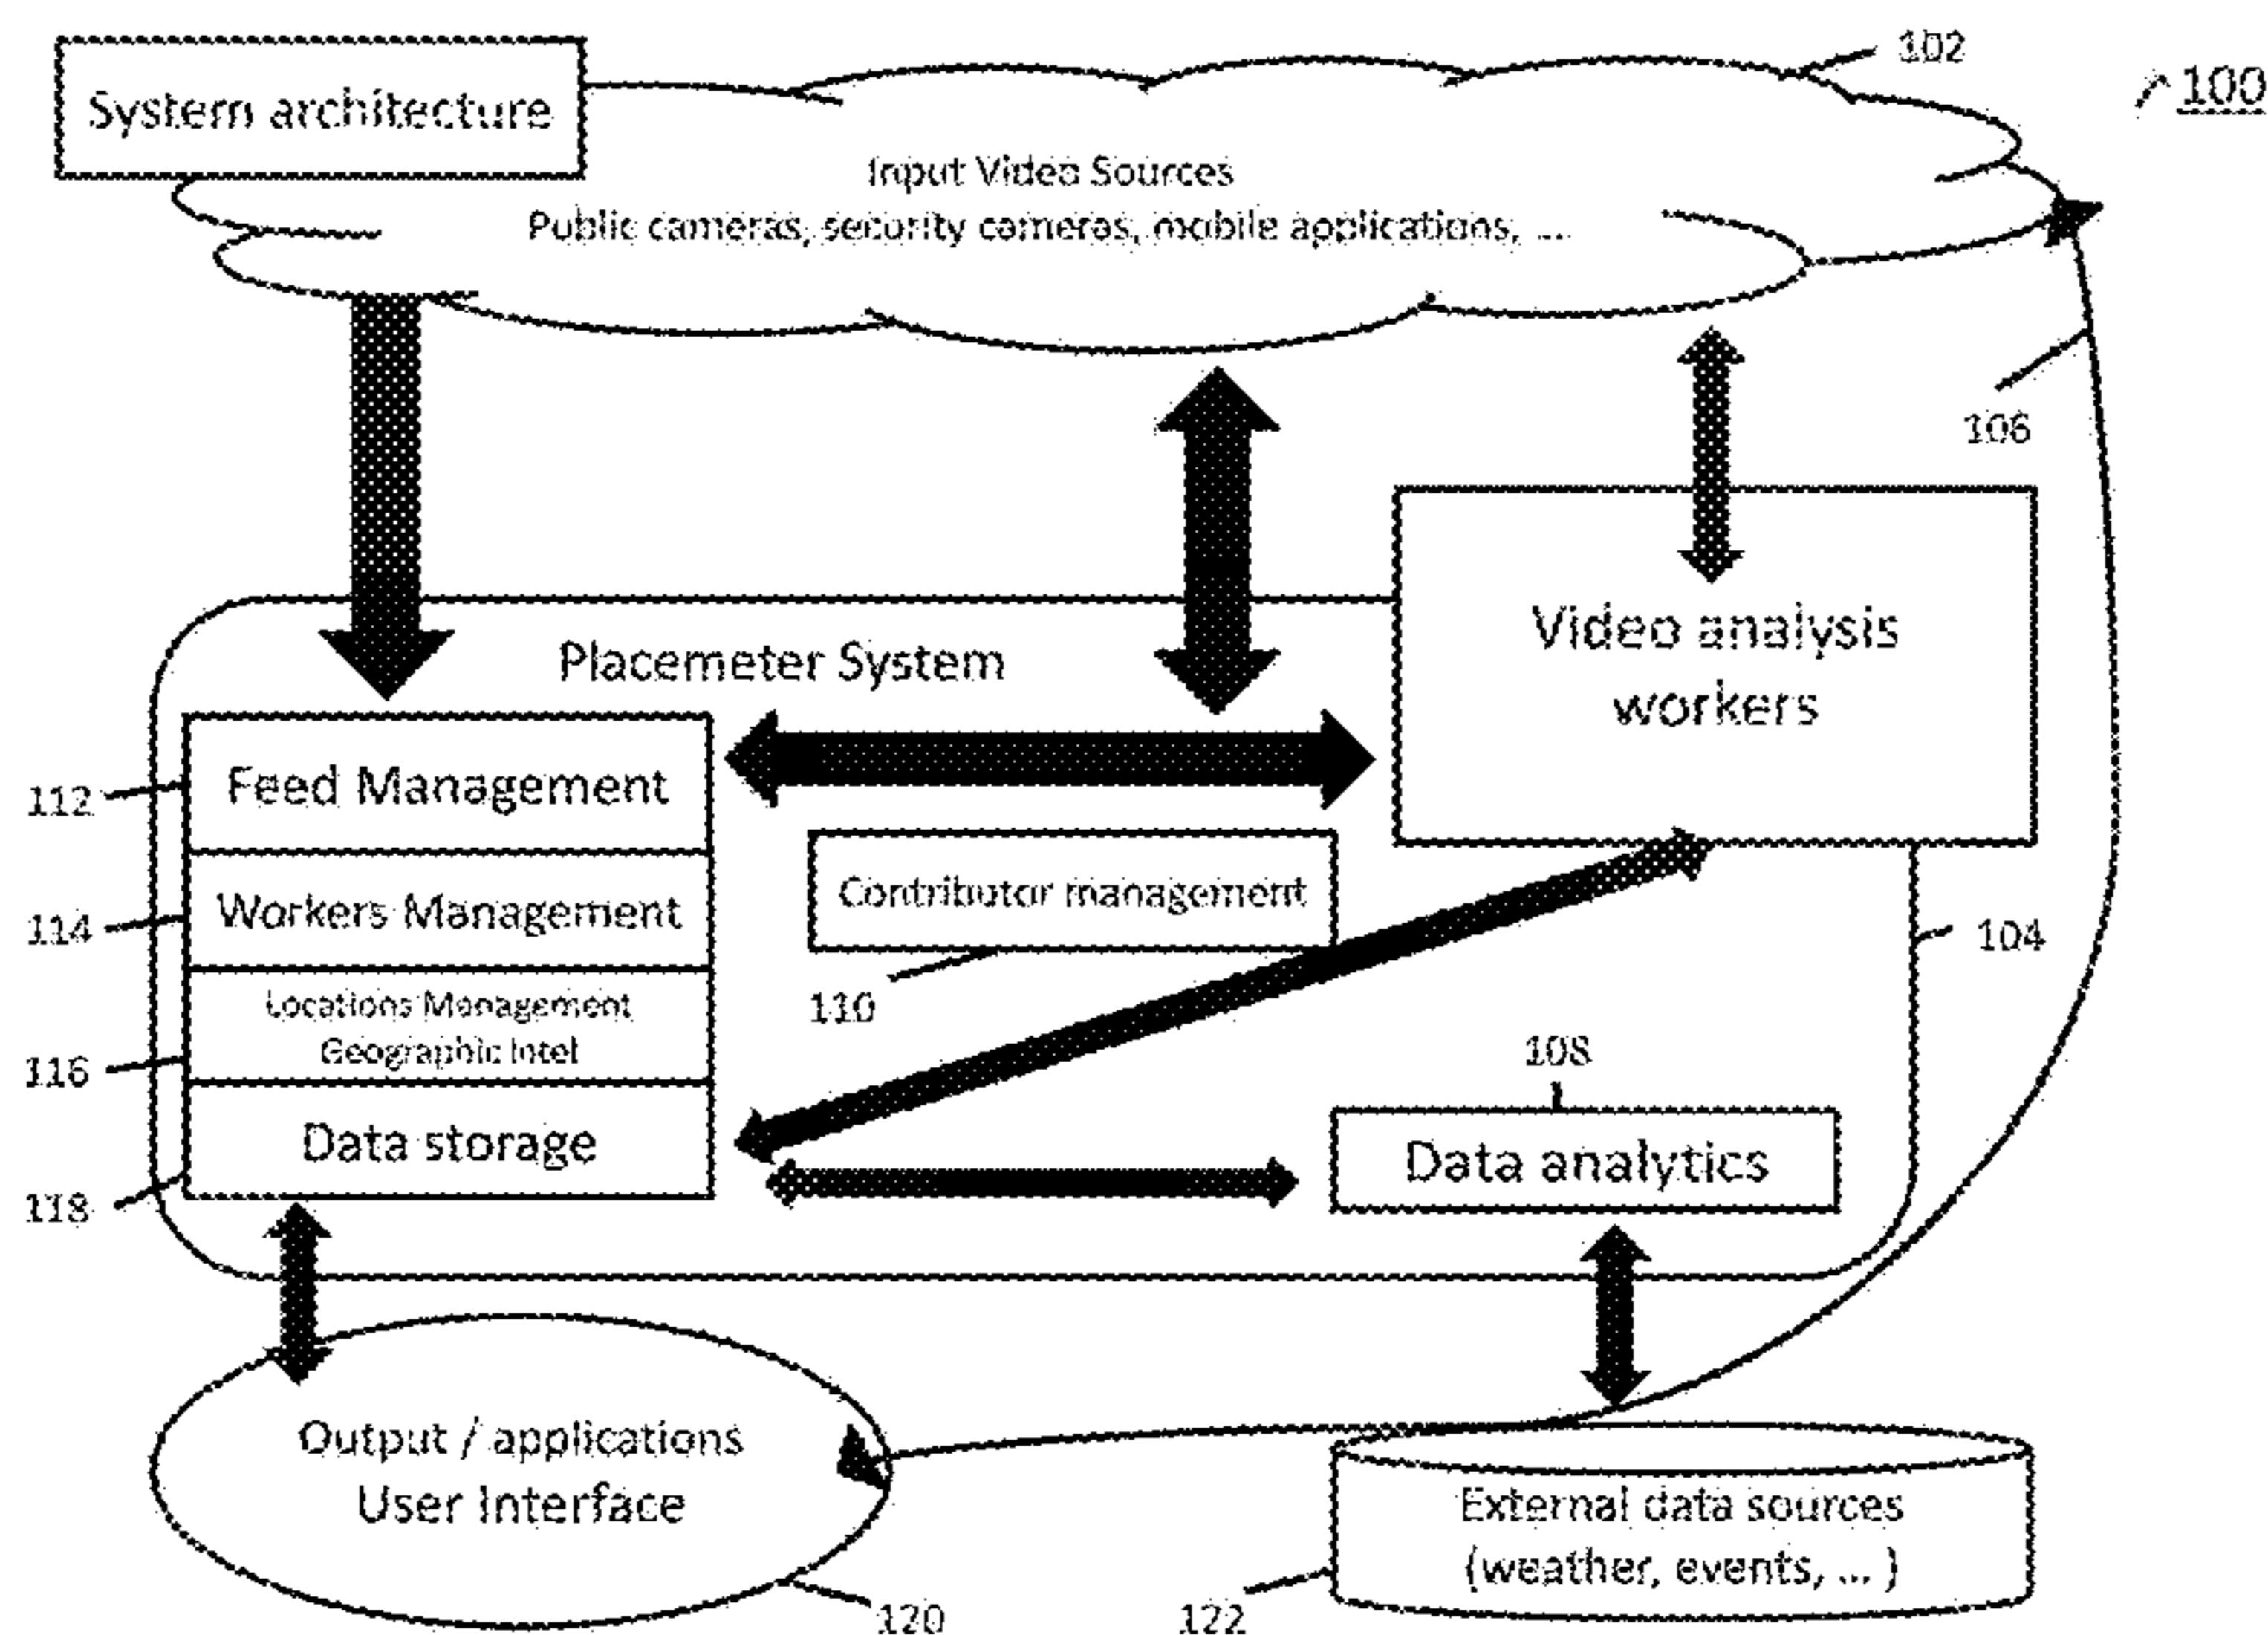 System architecture
102
100
Input Video Sources
Public cameras, security cameras, mobile applications, ...
106
Placemeter System
Video analysis
workers
112
Feed Management
114
Workers Management
Contributor management
104
110
116
Locations Management
Geographic Intel
108
118
Data storage
Data analytics
Output / applications
User Interface
External data sources
(weather, events, ... )
120
122